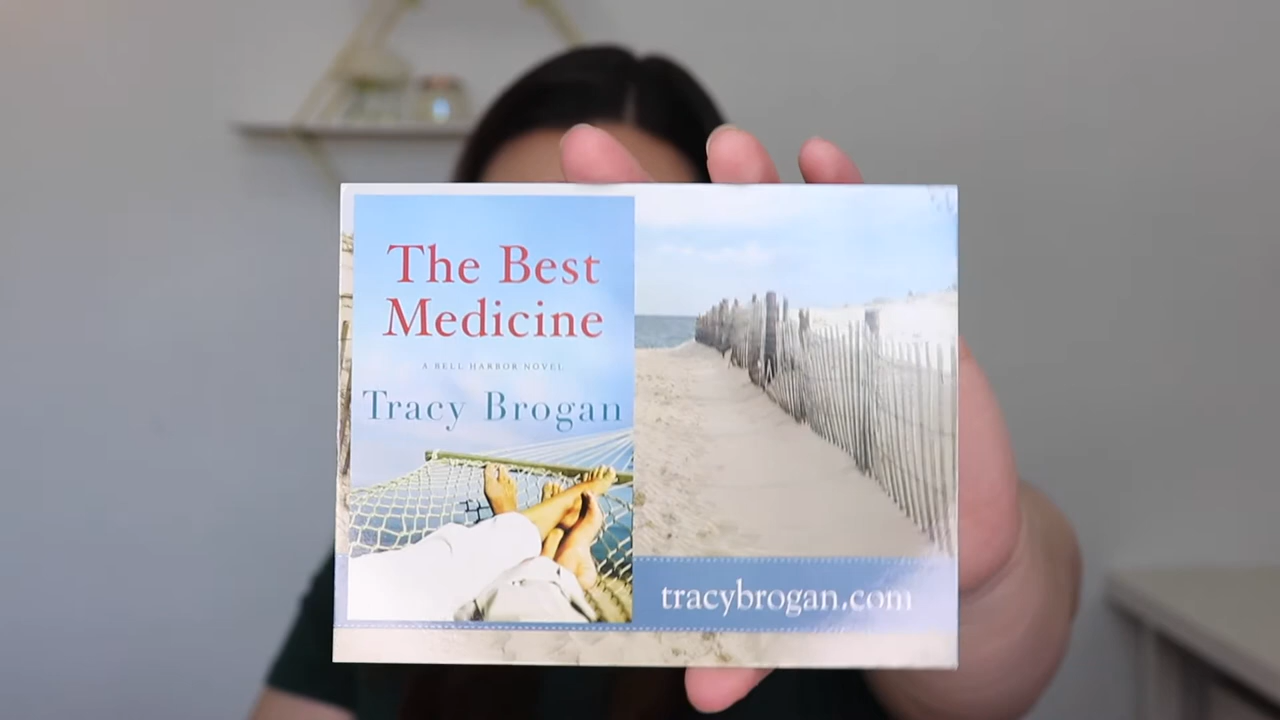 The Best
Medicine
A BELL HARBOR NOVEL
Tracy Brogan
tracybrogan.com